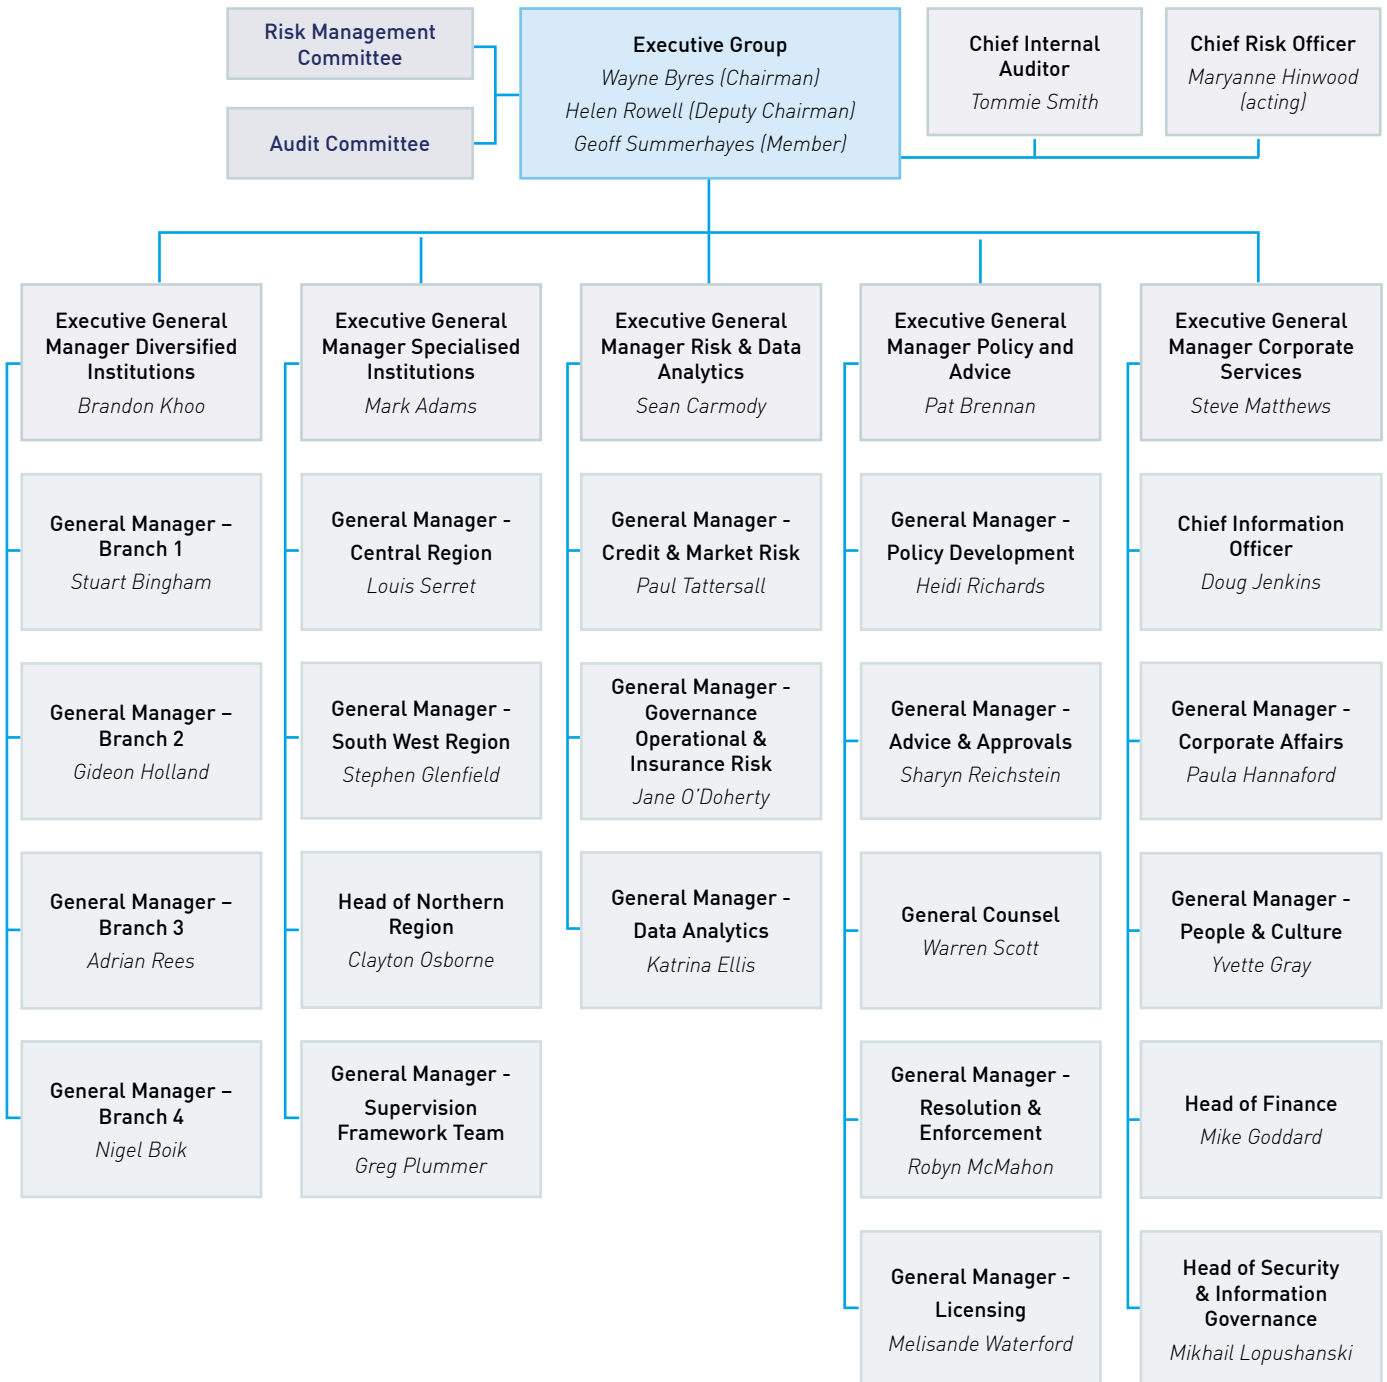 Risk Management
Committee
Audit Committee
Executive Group
Wayne Byres (Chairman)
Helen Rowell (Deputy Chairman)
Geoff Summerhayes (Member)
Chief Internal
Auditor
Tommie Smith
Chief Risk Officer
Maryanne Hinwood
(acting)
Executive General
Manager Diversified
Institutions
Brandon Khoo
General Manager –
Branch 1
Stuart Bingham
General Manager –
Branch 2
Gideon Holland
General Manager –
Branch 3
Adrian Rees
General Manager –
Branch 4
Nigel Boik
Executive General
Manager Specialised
Institutions
Mark Adams
General Manager -
Central Region
Louis Serret
General Manager -
South West Region
Stephen Glenfield
Head of Northern
Region
Clayton Osborne
General Manager -
Supervision
Framework Team
Greg Plummer
Executive General
Manager Risk & Data
Analytics
Sean Carmody
General Manager -
Credit & Market Risk
Paul Tattersall
General Manager -
Governance
Operational &
Insurance Risk
Jane O'Doherty
General Manager -
Data Analytics
Katrina Ellis
Executive General
Manager Policy and
Advice
Pat Brennan
General Manager -
Policy Development
Heidi Richards
General Manager -
Advice & Approvals
Sharyn Reichstein
General Counsel
Warren Scott
General Manager -
Resolution &
Enforcement
Robyn McMahon
General Manager -
Licensing
Melisande Waterford
Executive General
Manager Corporate
Services
Steve Matthews
Chief Information
Officer
Doug Jenkins
General Manager -
Corporate Affairs
Paula Hannaford
General Manager -
People & Culture
Yvette Gray
Head of Finance
Mike Goddard
Head of Security
& Information
Governance
Mikhail Lopushanski